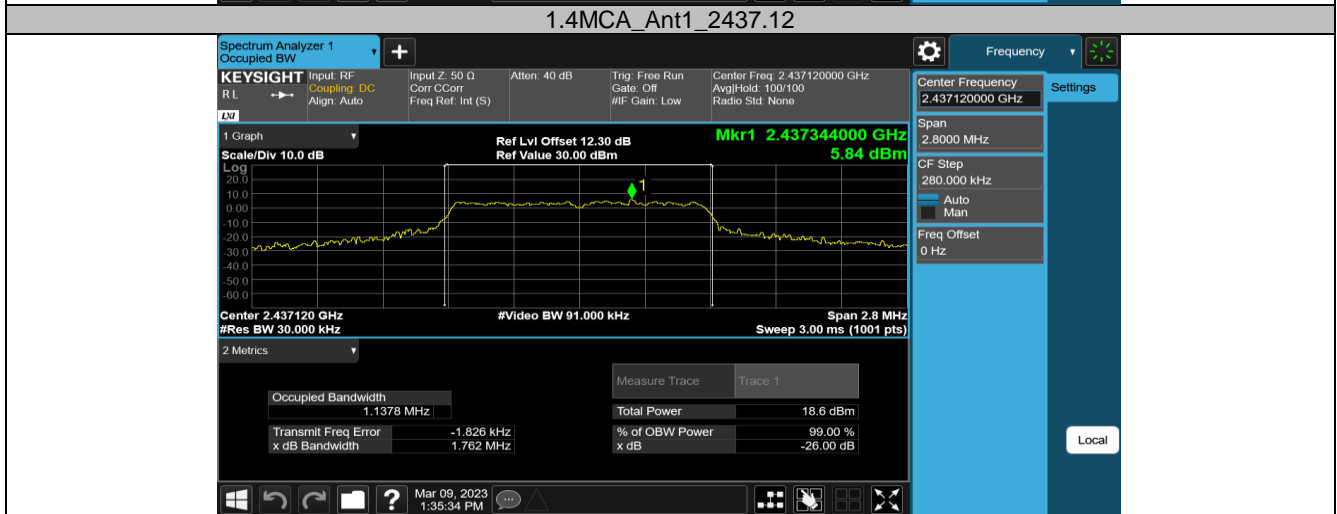 1.4MCA_Ant1_2437.12
Spectrum Analyzer 1
Occupied BW
Frequency
KEYSIGHT
R L
LXI
Input: RF
Coupling: DC
Align: Auto
Input Z: 50 Ω
Corr CCorr
Freq Ref: Int (S)
Atten: 40 dB
Trig: Free Run
Gate: Off
#IF Gain: Low
Center Freq: 2.437120000 GHz
Avg|Hold: 100/100
Radio Std: None
Center Frequency
2.437120000 GHz
Settings
Span
2.8000 MHz
CF Step
280.000 kHz
Auto
Man
Freq Offset
0 Hz
1 Graph
Scale/Div 10.0 dB
Ref Lvl Offset 12.30 dB
Ref Value 30.00 dBm
Mkr1 2.437344000 GHz
5.84 dBm
Log
20.0
10.0
0.00
-10.0
-20.0
-30.0
-40.0
-50.0
-60.0
1
Center 2.437120 GHz
#Res BW 30.000 kHz
#Video BW 91.000 kHz
Span 2.8 MHz
Sweep 3.00 ms (1001 pts)
2 Metrics
Measure Trace Trace 1
Occupied Bandwidth
1.1378 MHz
Total Power 18.6 dBm
Transmit Freq Error -1.826 kHz
x dB Bandwidth 1.762 MHz
% of OBW Power 99.00 %
x dB -26.00 dB
Local
?
Mar 09, 2023
1:35:34 PM